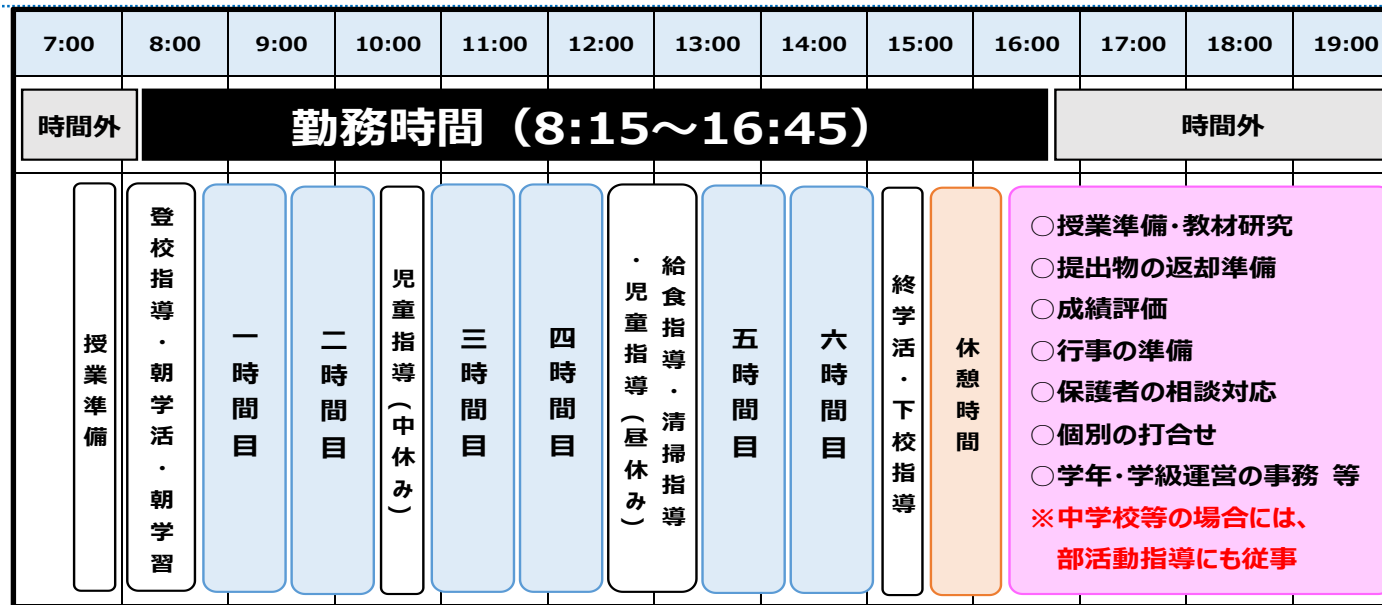 7:00 8:00 9:00 10:00 11:00 12:00 13:00 14:00 15:00 16:00 17:00 18:00 19:00
時間外
勤務時間（8:15～16:45）
時間外
授業準備
登校指導・朝学活・朝学習
一時間目
二時間目
児童指導(中休み)
三時間目
四時間目
給食指導・清掃指導
・児童指導(昼休み)
五時間目
六時間目
終学活・下校指導
休憩時間
○授業準備・教材研究
○提出物の返却準備
○成績評価
○行事の準備
○保護者の相談対応
○個別の打合せ
○学年・学級運営の事務 等
※中学校等の場合には、
部活動指導にも従事